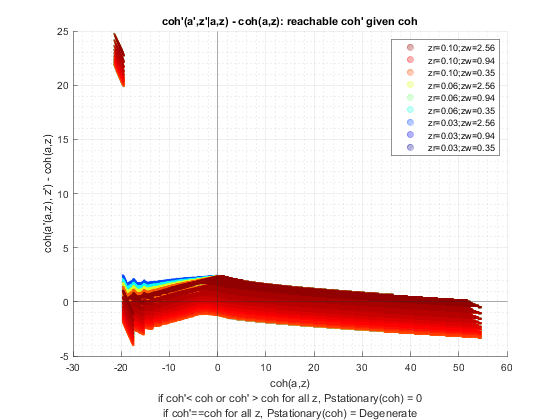 coh'(a',z'|a,z) - coh(a,z): reachable coh' given coh
25
20
15
10
5
0
-5
coh(a'(a,z), z') - coh(a,z)
zr=0.10;zw=2.56
zr=0.10;zw=0.94
zr=0.10;zw=0.35
zr=0.06;zw=2.56
zr=0.06;zw=0.94
zr=0.06;zw=0.35
zr=0.03;zw=2.56
zr=0.03;zw=0.94
zr=0.03;zw=0.35
-30 -20 -10 0 10 20 30 40 50 60
coh(a,z)
if coh'< coh or coh' > coh for all z, Pstationary(coh) = 0
if coh'==coh for all z, Pstationary(coh) = Degenerate